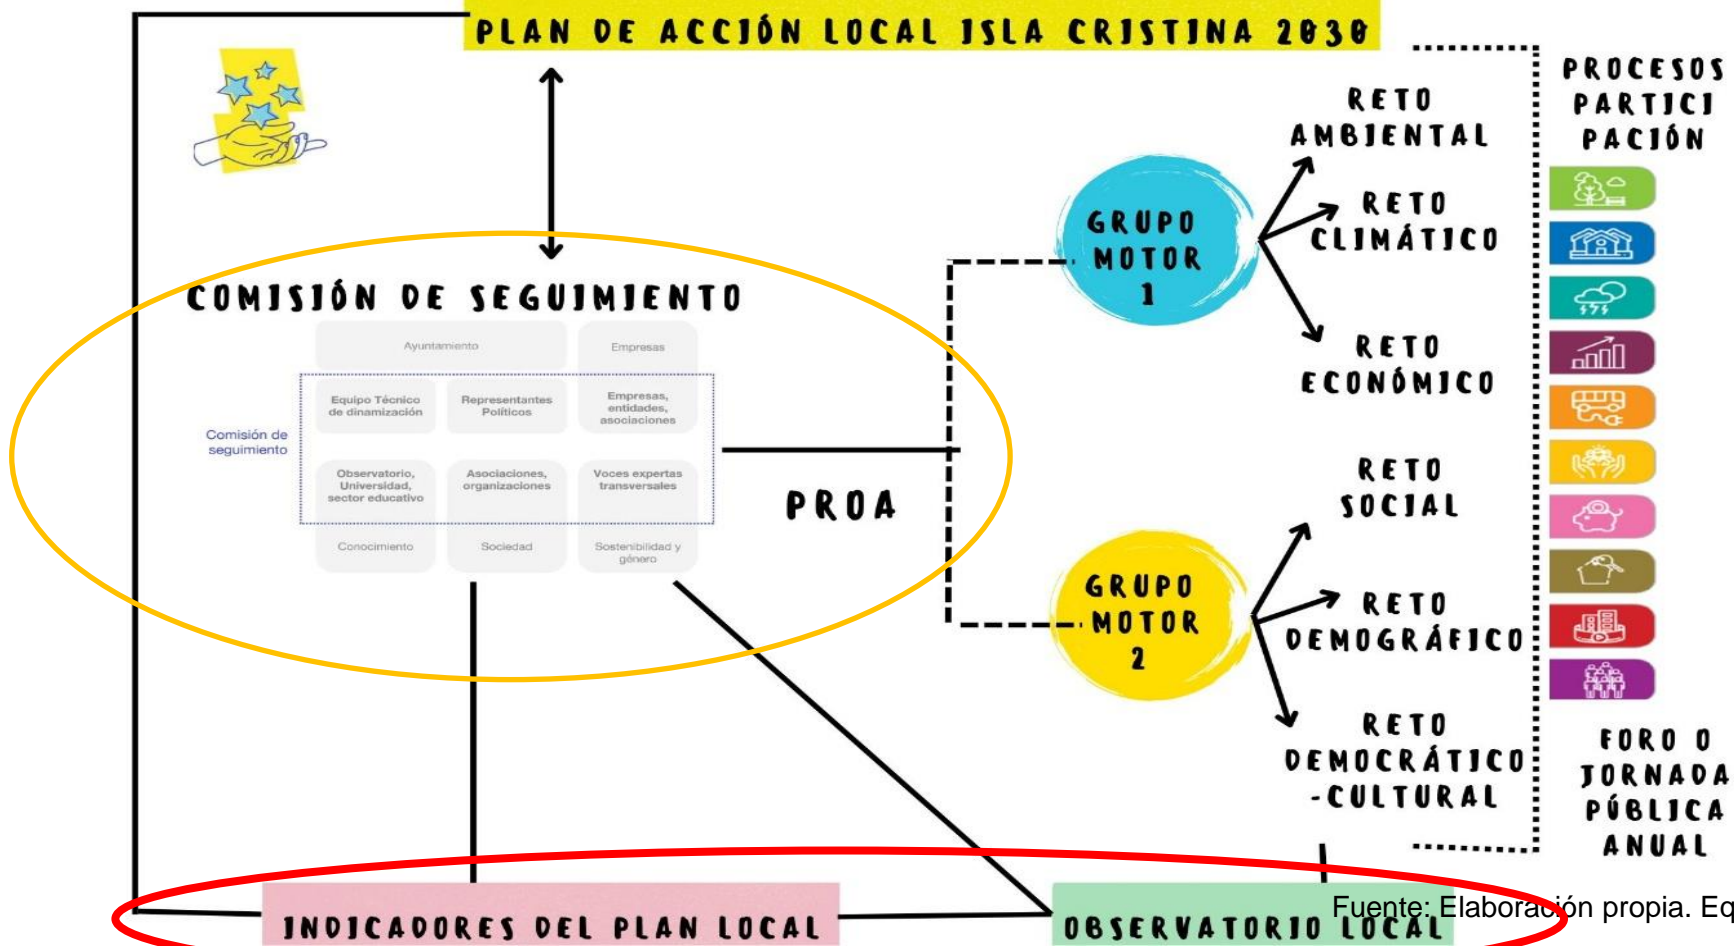 PLAN DE ACCIÓN LOCAL ISLA CRISTINA 2030
COMISIÓN DE SEGUIMIENTO
Ayuntamiento
Empresas
Equipo Técnico
de dinamización
Representantes
Políticos
Empresas,
entidades,
asociaciones
Comisión de
seguimiento
Observatorio,
Universidad,
sector educativo
Asociaciones,
organizaciones
Voces expertas
transversales
Conocimiento
Sociedad
Sostenibilidad y
género
PROA
GRUPO
MOTOR
1
RETO
AMBIENTAL
RETO
CLIMÁTICO
RETO
ECONÓMICO
GRUPO
MOTOR
2
RETO
SOCIAL
RETO
DEMOGRÁFICO
RETO
DEMOCRÁTICO
-CULTURAL
PROCESOS
PARTICI
PACIÓN
FORO O
JORNADA
PÚBLICA
ANUAL
INDICADORES DEL PLAN LOCAL
OBSERVATORIO LOCAL
Fuente: Elaboración propia. Eq